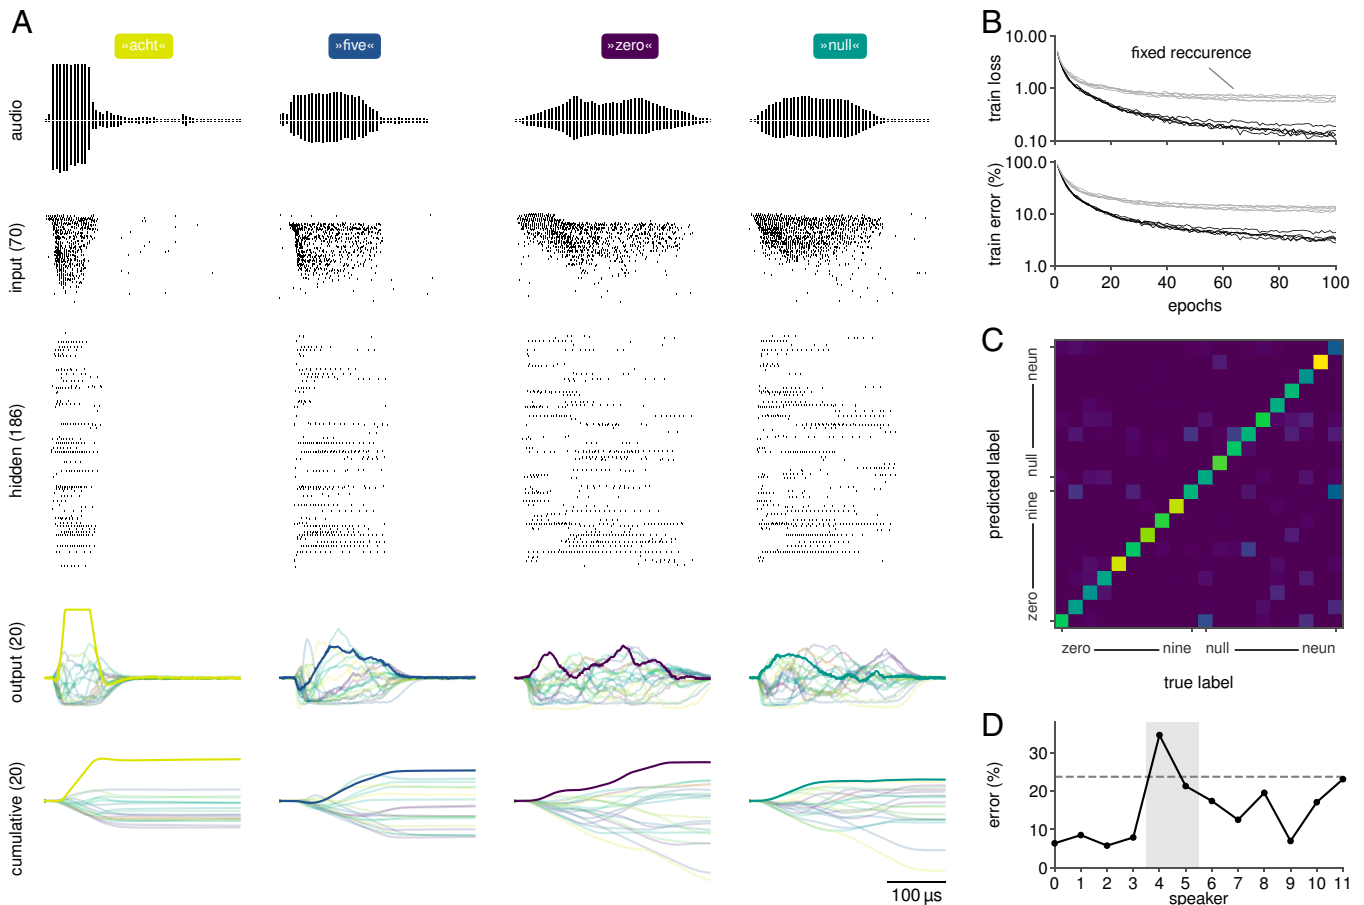 A
»acht«
»five«
»zero«
»null«
audio
input (70)
hidden (186)
output (20)
cumulative (20)
100 µs
B
fixed reccurence
train loss
10.00
1.00
0.10
train error (%)
100.0
10.0
1.0
0 20 40 60 80 100
epochs
C
predicted label
zero nine null neun
zero nine null neun
true label
D
error (%)
30
20
10
0
0 1 2 3 4 5 6 7 8 9 10 11
speaker